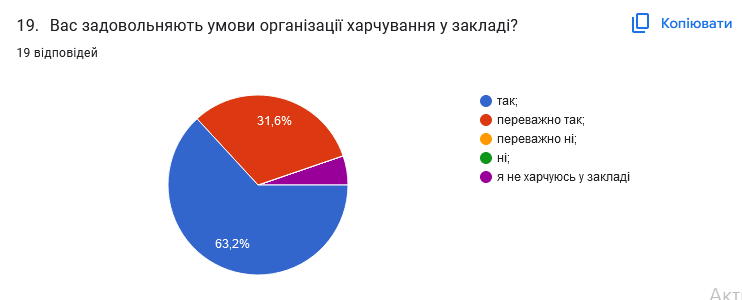 19. Вас задовольняють умови організації харчування у закладі?
Копіювати
19 відповідей
31,6%
63,2%
так;
переважно так;
переважно ні;
ні;
я не харчуюсь у закладі
Акти